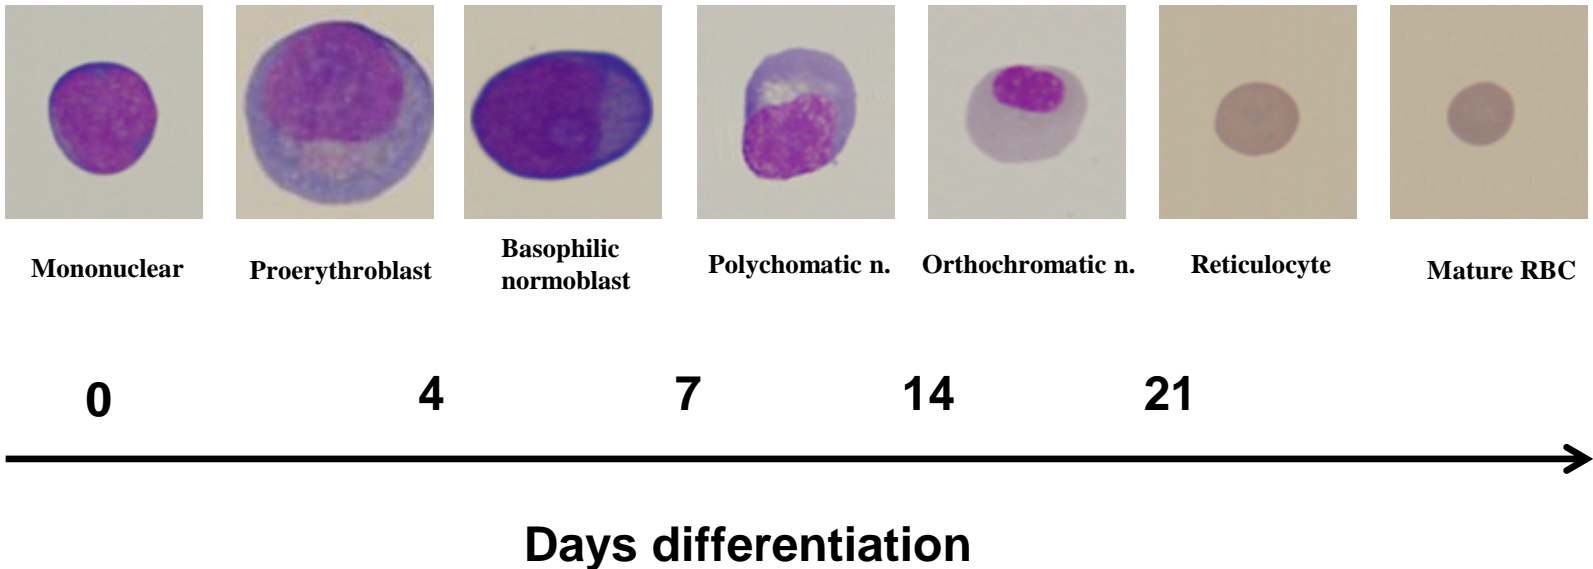 Mononuclear
Proerythroblast
Basophilic
normoblast
Polychomatic n.
Orthochromatic n.
Reticulocyte
Mature RBC
0
4
7
14
21
Days differentiation